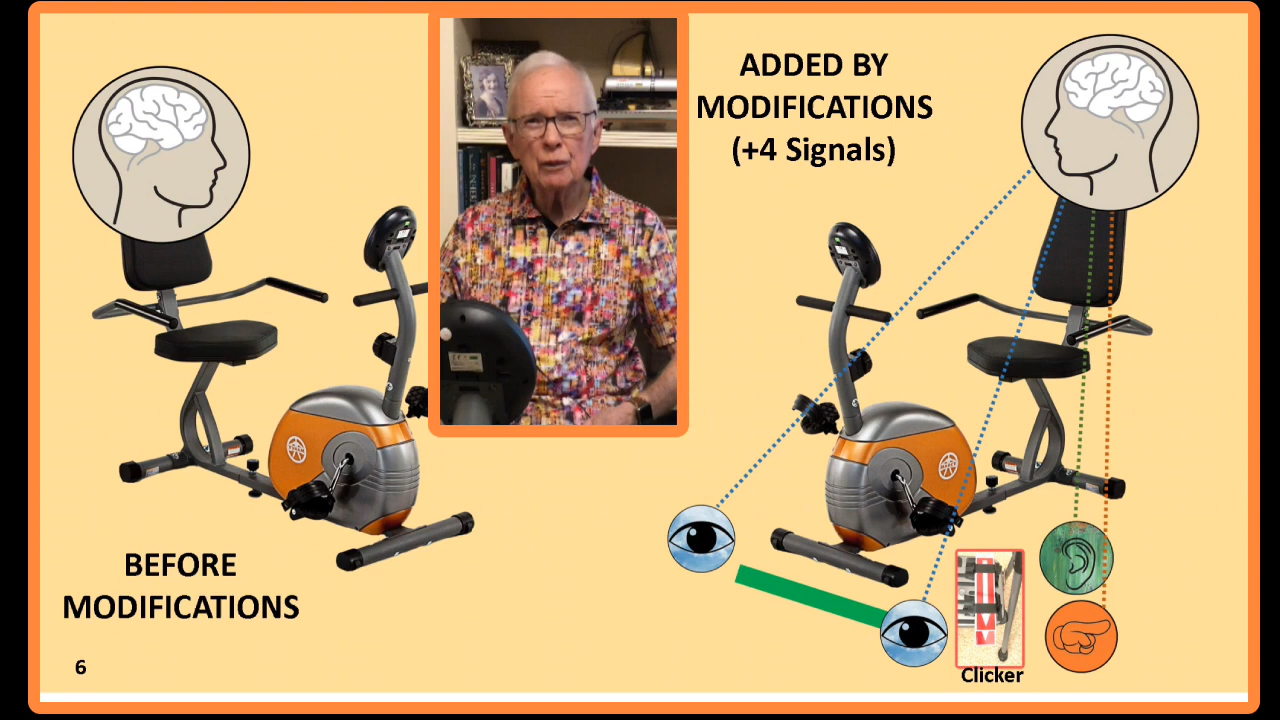 ADDED BY
MODIFICATIONS
(+4 Signals)
BEFORE
MODIFICATIONS
6
Clicker